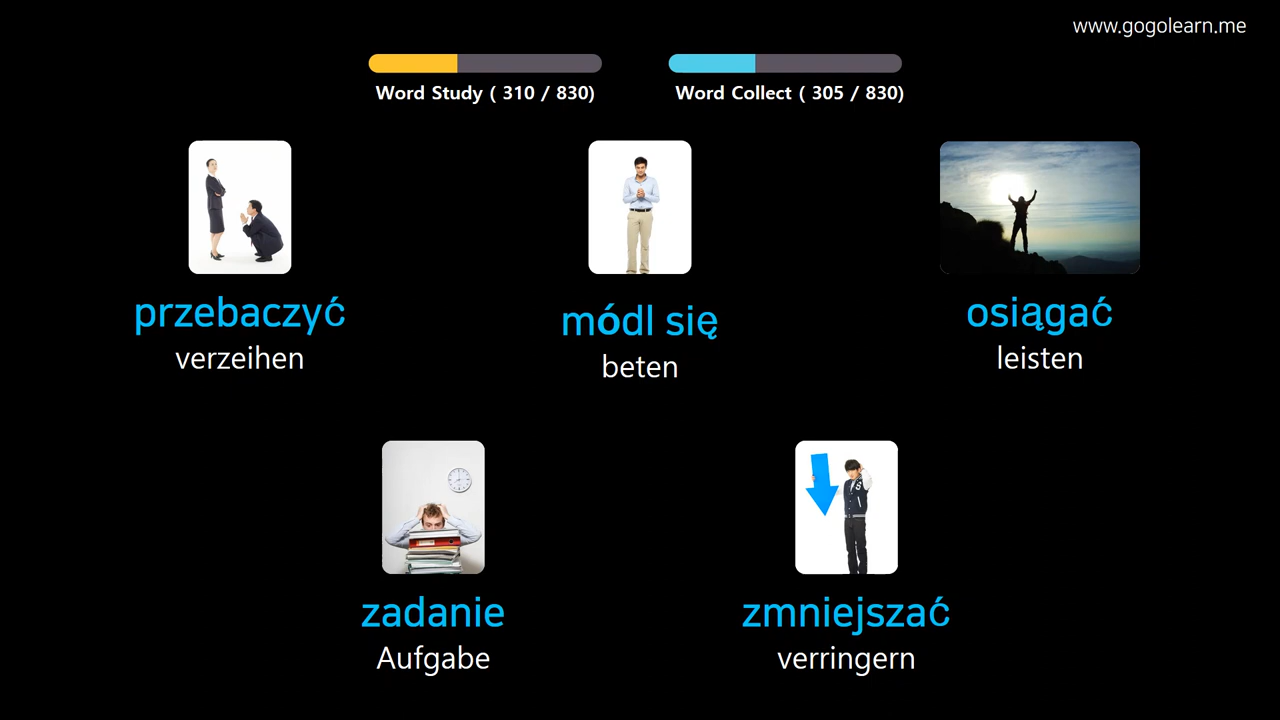 www.gogolearn.me
Word Study ( 310 / 830)
Word Collect ( 305 / 830)
przebaczyć
verzeihen
módl się
beten
osiągać
leisten
zadanie
Aufgabe
zmniejszać
verringern